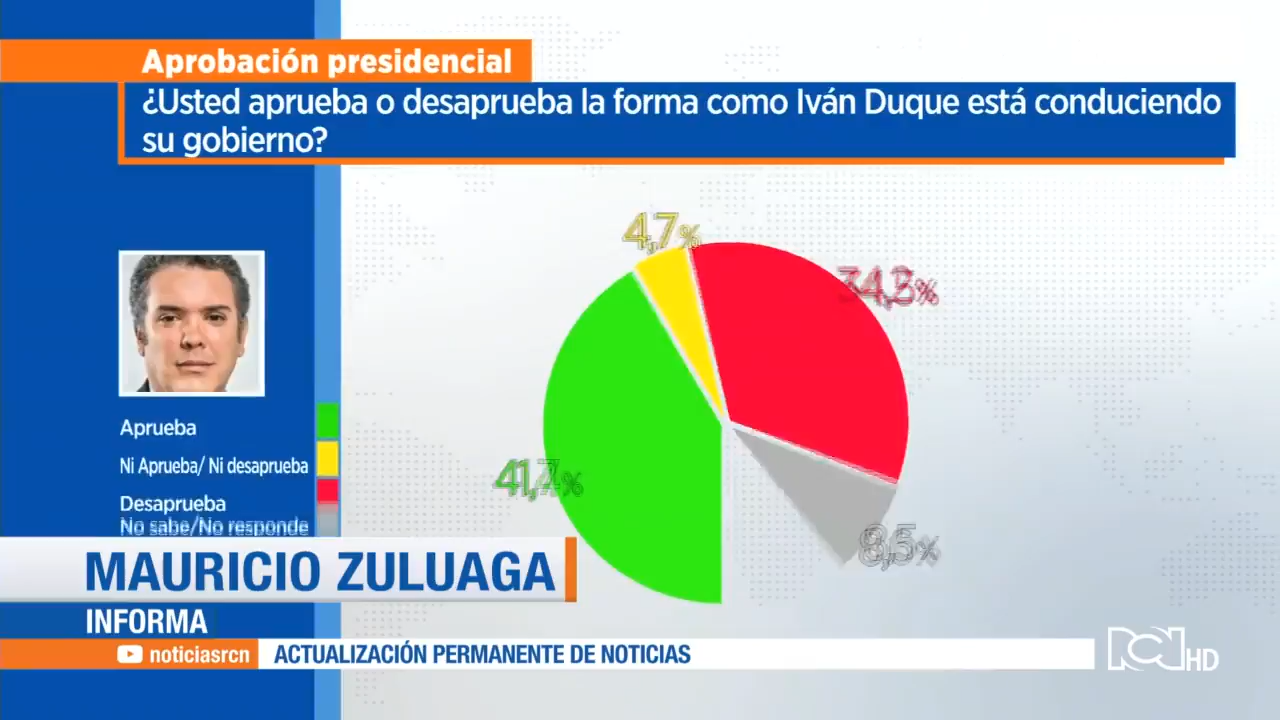 Aprobación presidencial
¿Usted aprueba o desaprueba la forma como Iván Duque está conduciendo
su gobierno?
4,7%
34,3%
8,5%
Aprueba
Ni Aprueba/ Ni desaprueba
Desaprueba
No sabe/No responde
MAURICIO ZULUAGA
INFORMA
noticiasrcn
ACTUALIZACIÓN PERMANENTE DE NOTICIAS
RCN HD